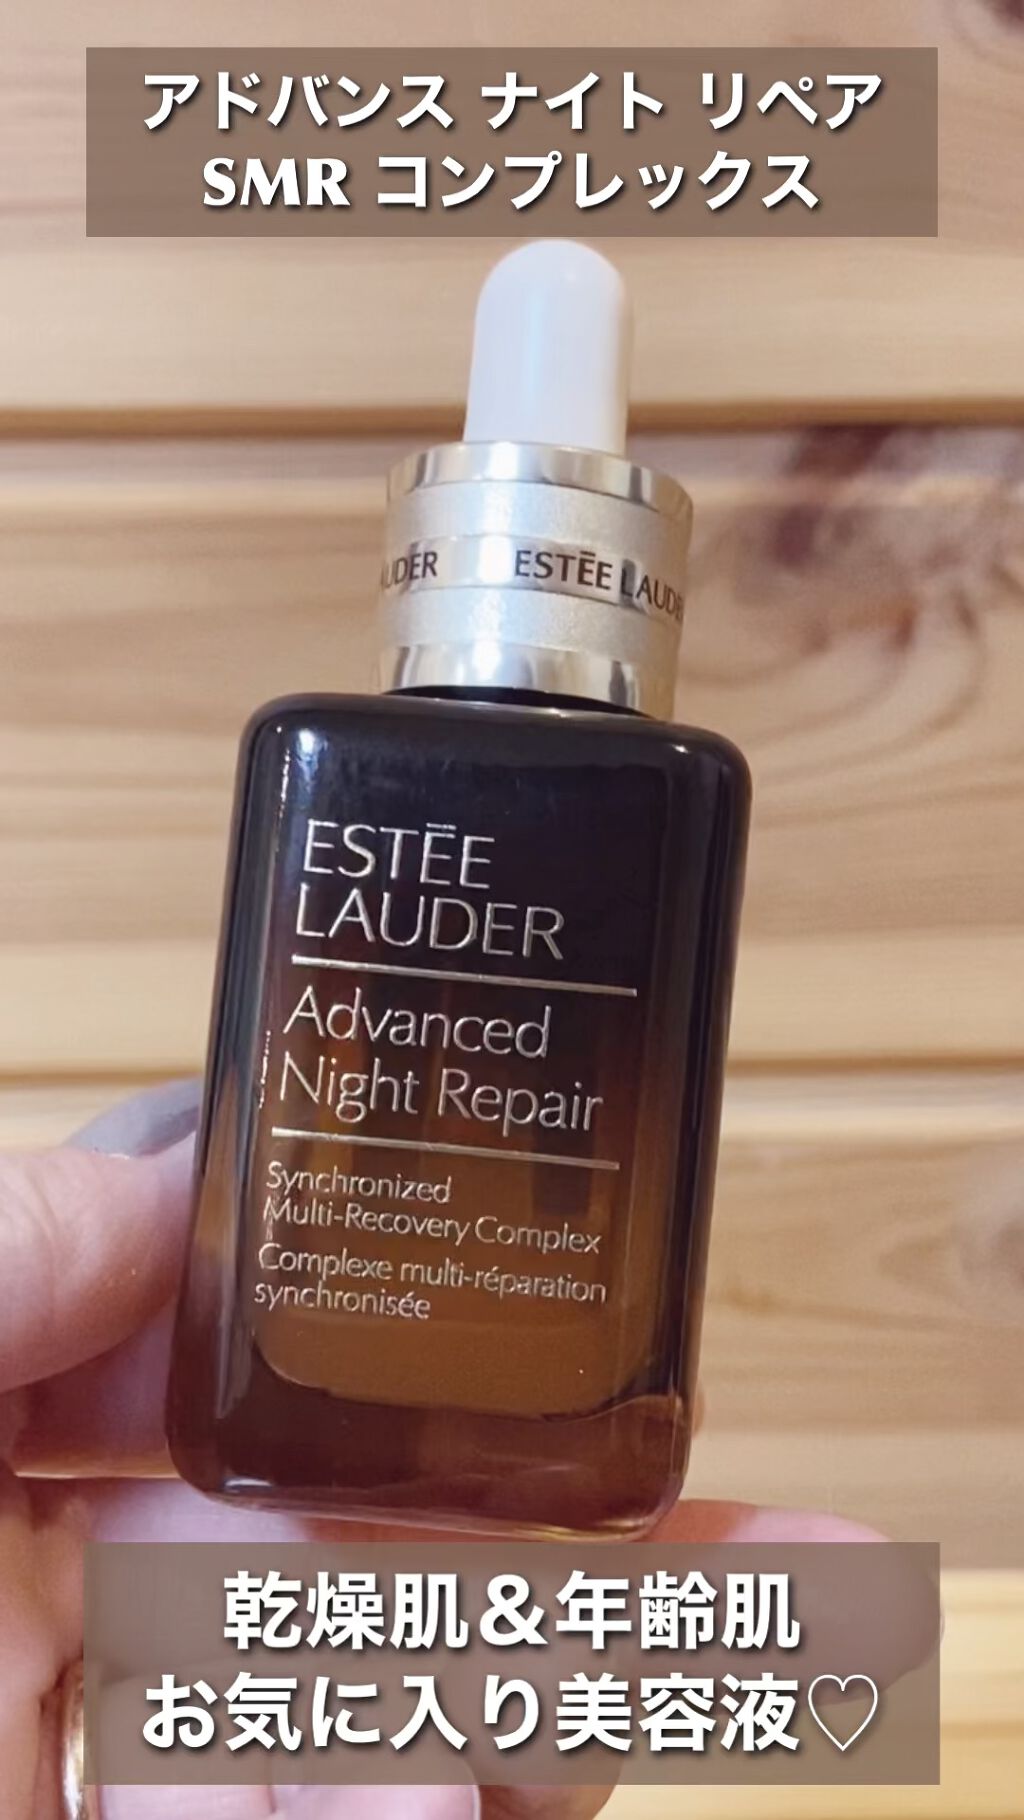 アドバンス ナイト リペア
SMR コンプレックス
ESTĒE LAUDER
ESTĒE
LAUDER
Advanced
Night Repair
Synchronized
Multi-Recovery Complex
Complexe multi-réparation
synchronisée
乾燥肌&年齢肌
お気に入り美容液♡